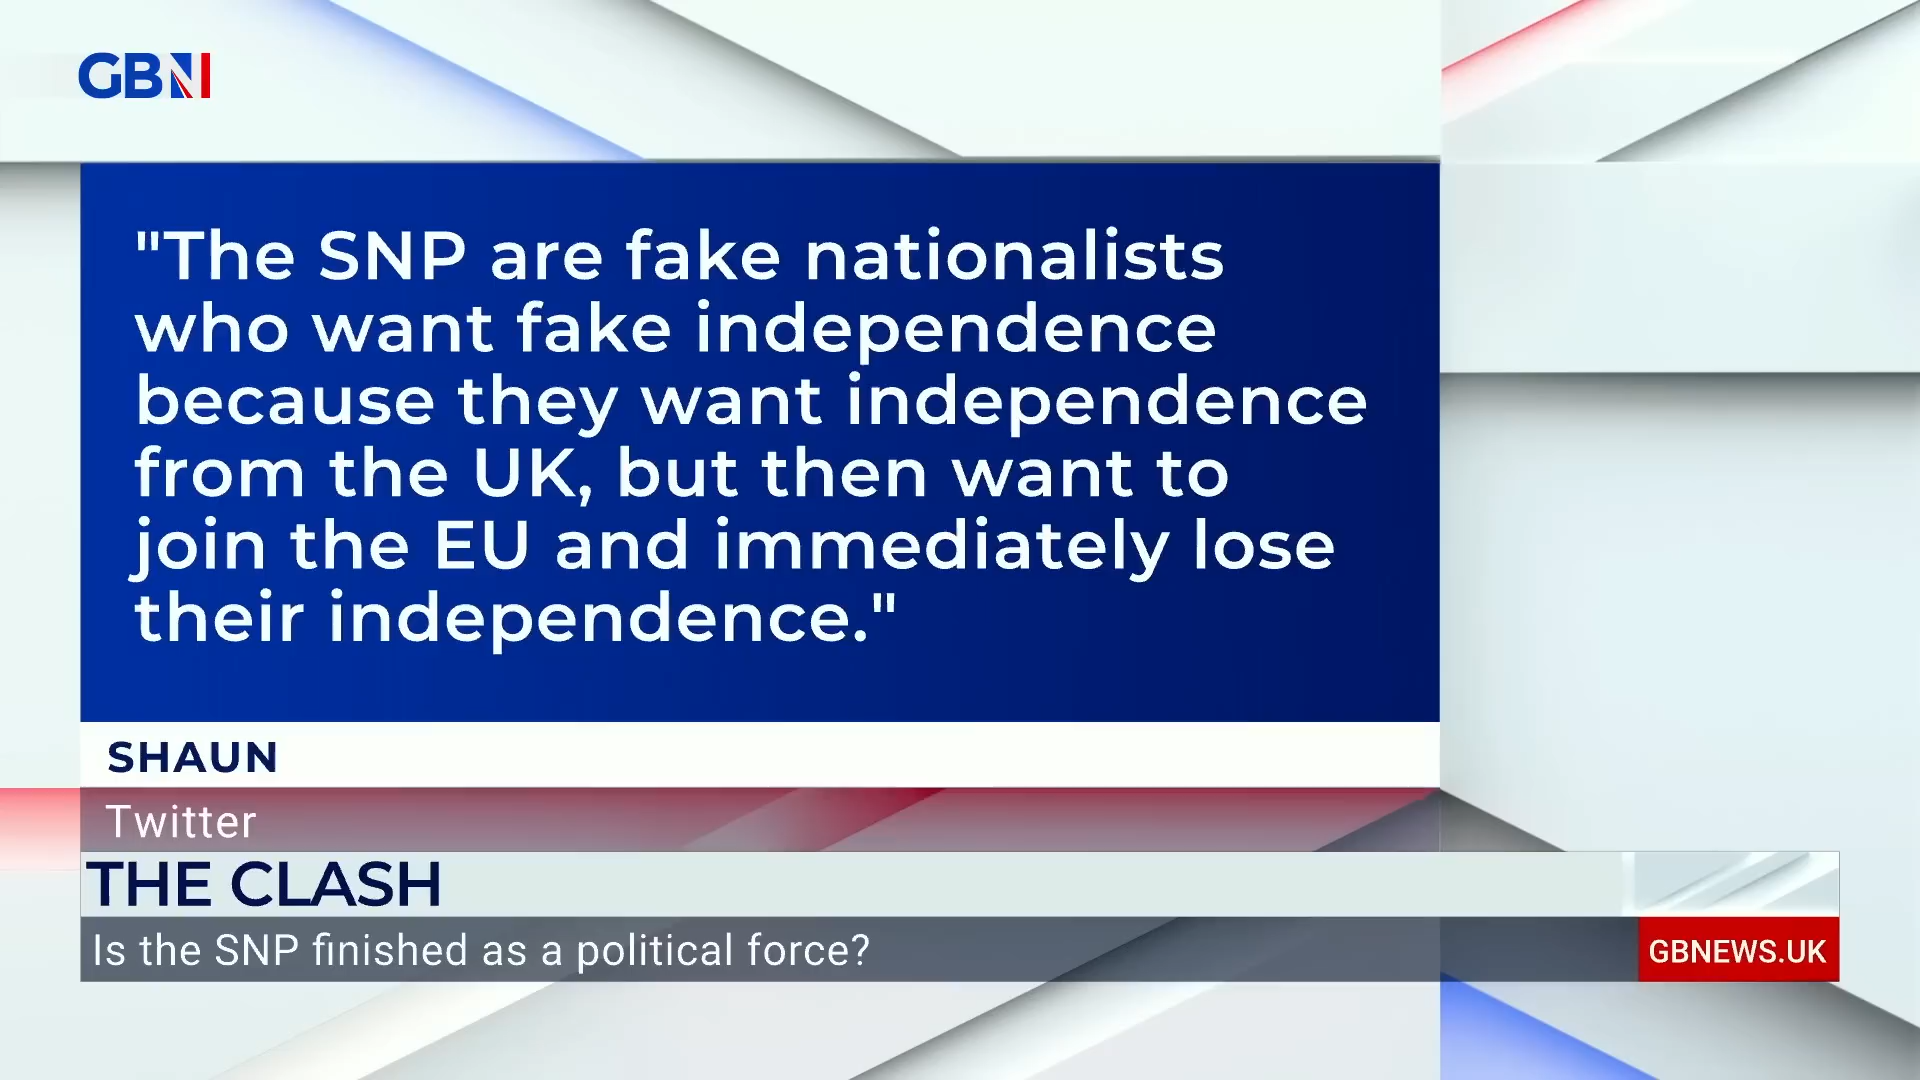 GBN
"The SNP are fake nationalists
who want fake independence
because they want independence
from the UK, but then want to
join the EU and immediately lose
their independence."
SHAUN
Twitter
THE CLASH
Is the SNP finished as a political force?
GBNEWS.UK